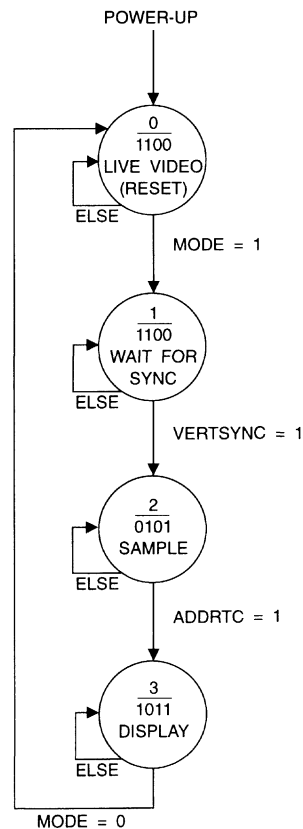 POWER-UP
0
1100
LIVE VIDEO
(RESET)
ELSE
MODE = 1
1
1100
WAIT FOR
SYNC
ELSE
VERTSYNC = 1
2
0101
SAMPLE
ELSE
ADDRTC = 1
3
1011
DISPLAY
ELSE
MODE = 0